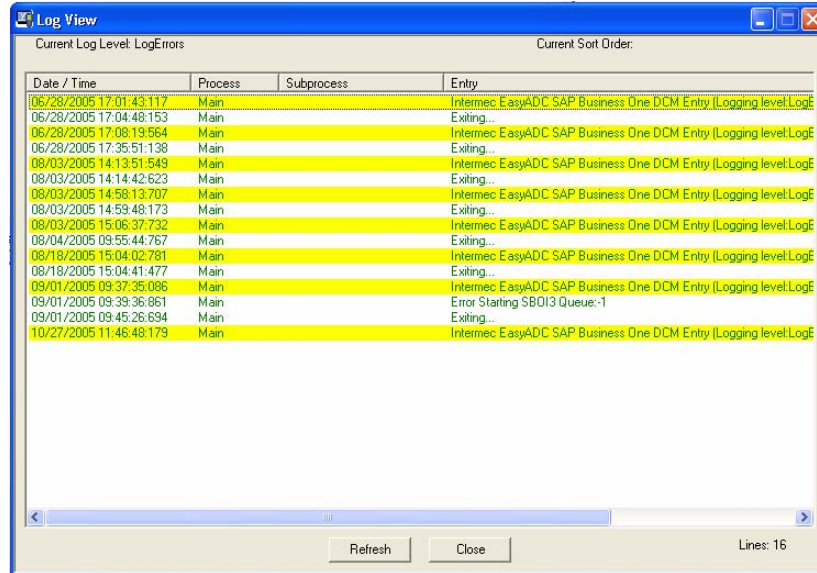 Log View
Current Log Level: LogErrors Current Sort Order:
Date / Time Process Subprocess Entry
06/28/2005 17:01:43:117 Main Intermec EasyADC SAP Business One DCM Entry (Logging level:LogE
06/28/2005 17:04:48:153 Main Exiting...
06/28/2005 17:08:19:564 Main Intermec EasyADC SAP Business One DCM Entry (Logging level:LogE
06/28/2005 17:35:51:138 Main Exiting...
08/03/2005 14:13:51:549 Main Intermec EasyADC SAP Business One DCM Entry (Logging level:LogE
08/03/2005 14:14:42:623 Main Exiting...
08/03/2005 14:58:13:707 Main Intermec EasyADC SAP Business One DCM Entry (Logging level:LogE
08/03/2005 14:59:48:173 Main Exiting...
08/03/2005 15:06:37:732 Main Intermec EasyADC SAP Business One DCM Entry (Logging level:LogE
08/04/2005 09:55:44:767 Main Exiting...
08/18/2005 15:04:02:781 Main Intermec EasyADC SAP Business One DCM Entry (Logging level:LogE
08/18/2005 15:04:41:477 Main Exiting...
09/01/2005 09:37:35:086 Main Intermec EasyADC SAP Business One DCM Entry (Logging level:LogE
09/01/2005 09:39:36:861 Main Error Starting SBOI3 Queue:-1
09/01/2005 09:45:26:694 Main Exiting...
10/27/2005 11:46:48:179 Main Intermec EasyADC SAP Business One DCM Entry (Logging level:LogE
Refresh Close Lines: 16